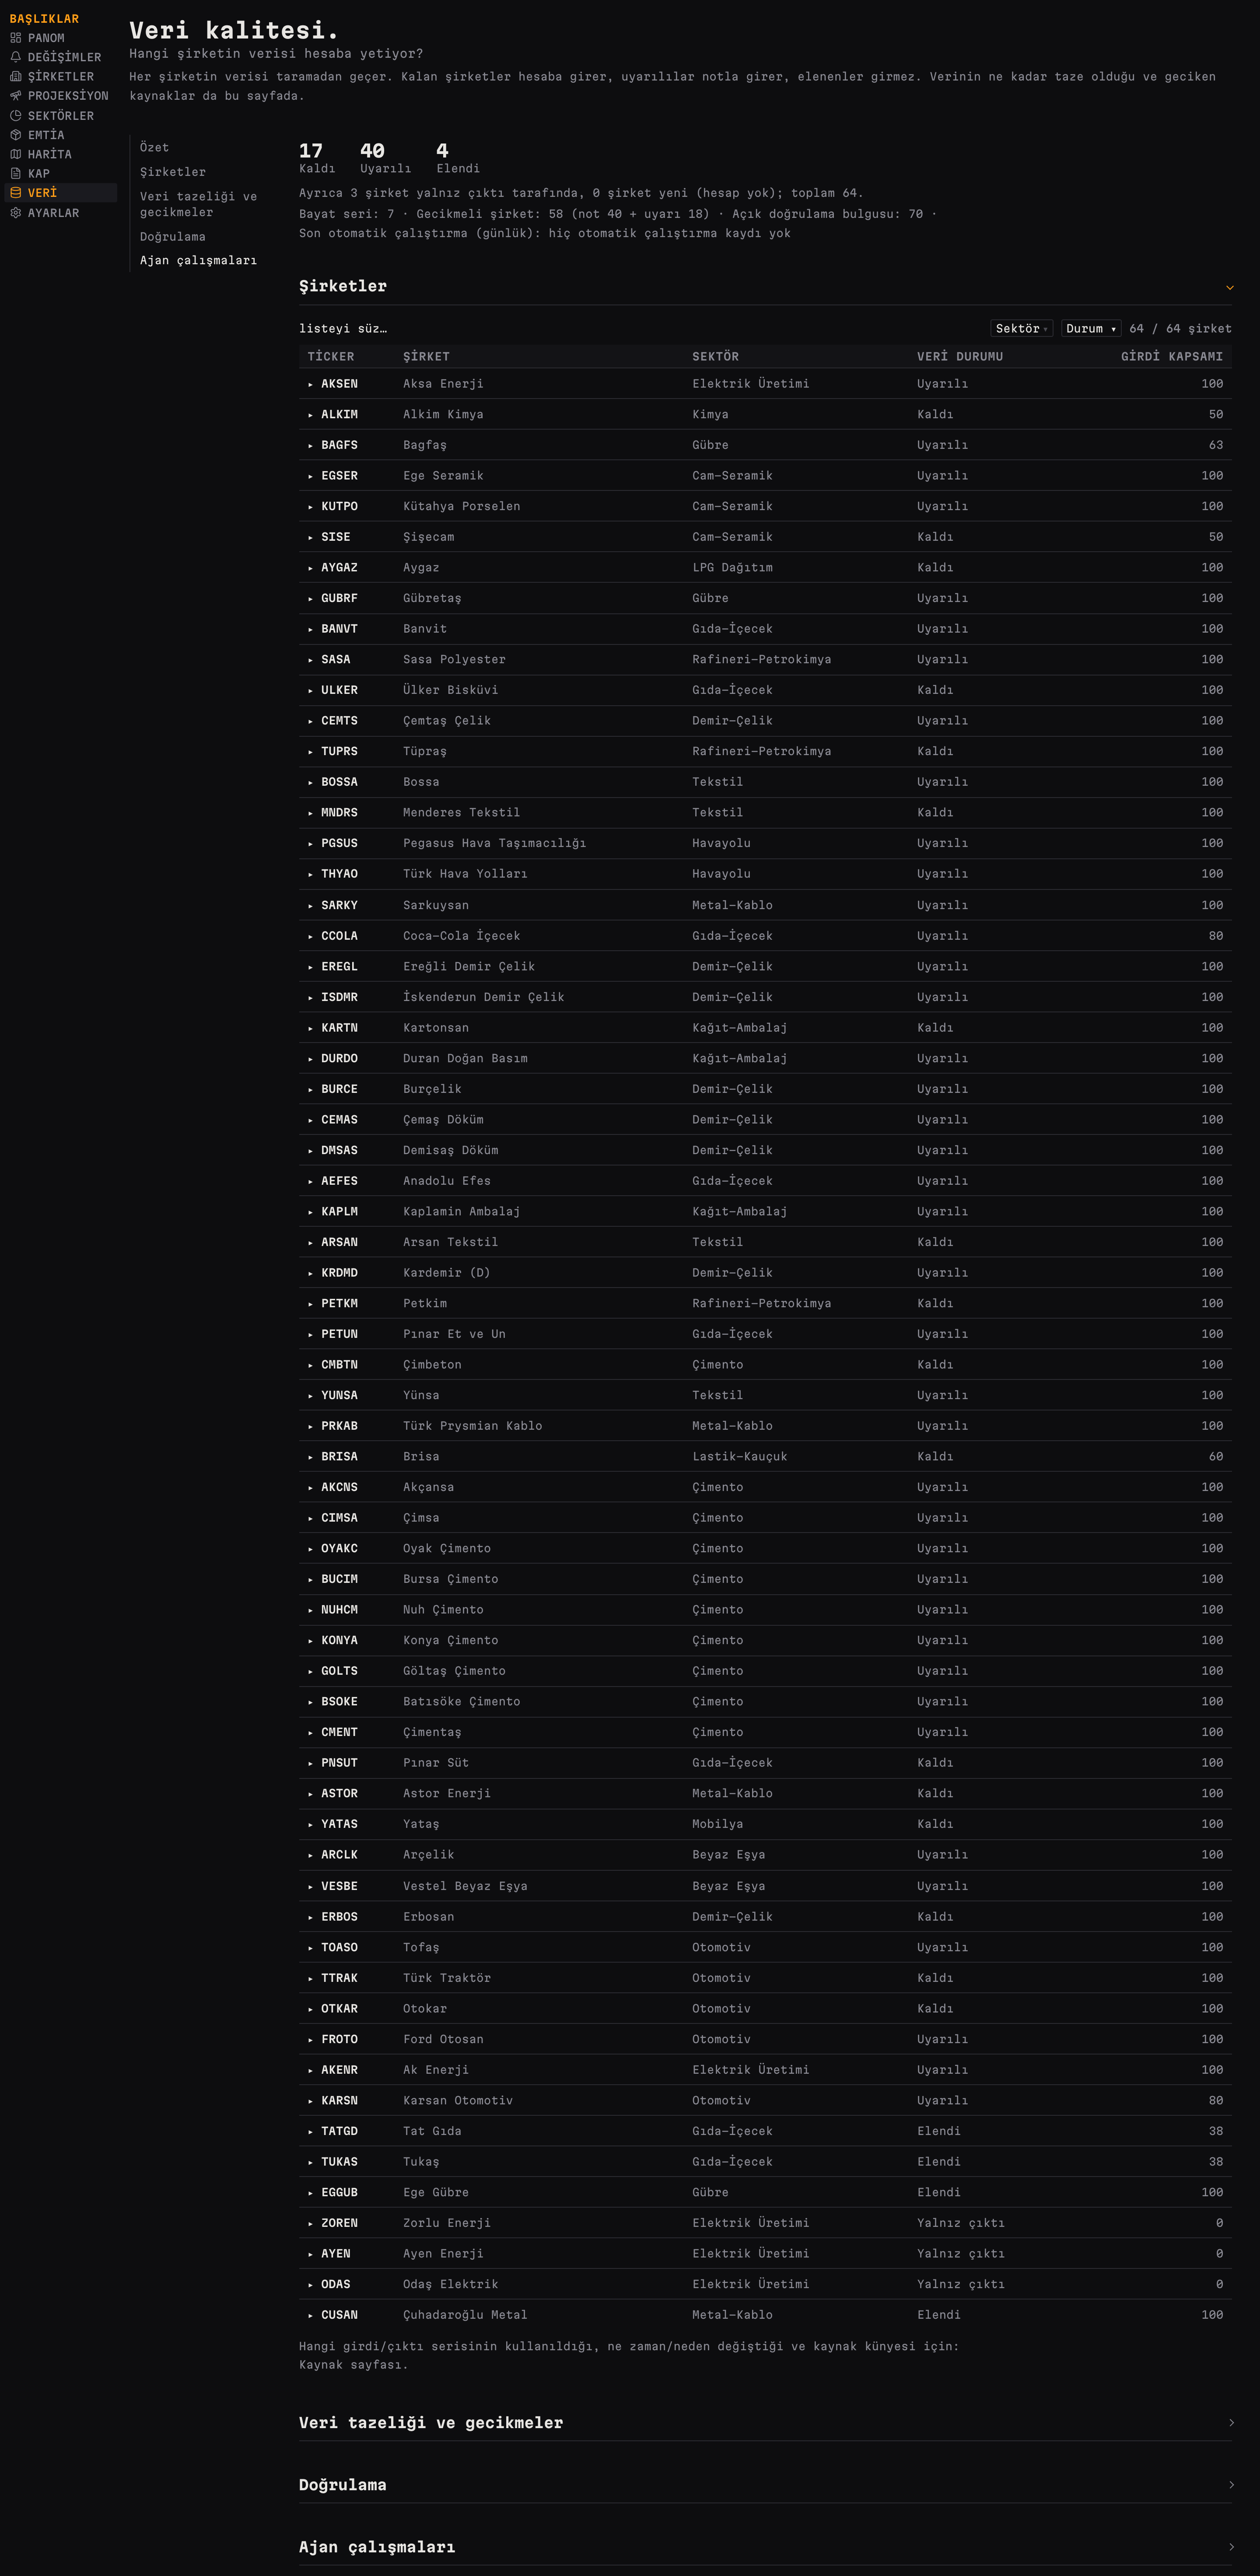 BAŞLIKLAR
PANOM
DEĞİŞİMLER
ŞİRKETLER
PROJEKSİYON
SEKTÖRLER
EMTİA
HARİTA
KAP
VERİ
AYARLAR
Veri kalitesi.
Hangi şirketin verisi hesaba yetiyor?
Her şirketin verisi taramadan geçer. Kalan şirketler hesaba girer, uyarılılar notla girer, elenenler girmez. Verinin ne kadar taze olduğu ve geciken
kaynaklar da bu sayfada.
Özet
Şirketler
Veri tazeliği ve
gecikmeler
Doğrulama
Ajan çalışmaları
17 40 4
Kaldı Uyarılı Elendi
Ayrıca 3 şirket yalnız çıktı tarafında, 0 şirket yeni (hesap yok); toplam 64.
Bayat seri: 7 · Gecikmeli şirket: 58 (not 40 + uyarı 18) · Açık doğrulama bulgusu: 70 ·
Son otomatik çalıştırma (günlük): hiç otomatik çalıştırma kaydı yok
Şirketler
listeyi süz… Sektör ▾ Durum ▾ 64 / 64 şirket
TİCKER ŞİRKET SEKTÖR VERİ DURUMU GİRDİ KAPSAMI
▸ AKSEN Aksa Enerji Elektrik Üretimi Uyarılı 100
▸ ALKIM Alkim Kimya Kimya Kaldı 50
▸ BAGFS Bagfaş Gübre Uyarılı 63
▸ EGSER Ege Seramik Cam-Seramik Uyarılı 100
▸ KUTPO Kütahya Porselen Cam-Seramik Uyarılı 100
▸ SISE Şişecam Cam-Seramik Kaldı 50
▸ AYGAZ Aygaz LPG Dağıtım Kaldı 100
▸ GUBRF Gübretaş Gübre Uyarılı 100
▸ BANVT Banvit Gıda-İçecek Uyarılı 100
▸ SASA Sasa Polyester Rafineri-Petrokimya Uyarılı 100
▸ ULKER Ülker Bisküvi Gıda-İçecek Kaldı 100
▸ CEMTS Çemtaş Çelik Demir-Çelik Uyarılı 100
▸ TUPRS Tüpraş Rafineri-Petrokimya Kaldı 100
▸ BOSSA Bossa Tekstil Uyarılı 100
▸ MNDRS Menderes Tekstil Tekstil Kaldı 100
▸ PGSUS Pegasus Hava Taşımacılığı Havayolu Uyarılı 100
▸ THYAO Türk Hava Yolları Havayolu Uyarılı 100
▸ SARKY Sarkuysan Metal-Kablo Uyarılı 100
▸ CCOLA Coca-Cola İçecek Gıda-İçecek Uyarılı 80
▸ EREGL Ereğli Demir Çelik Demir-Çelik Uyarılı 100
▸ ISDMR İskenderun Demir Çelik Demir-Çelik Uyarılı 100
▸ KARTN Kartonsan Kağıt-Ambalaj Kaldı 100
▸ DURDO Duran Doğan Basım Kağıt-Ambalaj Uyarılı 100
▸ BURCE Burçelik Demir-Çelik Uyarılı 100
▸ CEMAS Çemaş Döküm Demir-Çelik Uyarılı 100
▸ DMSAS Demisaş Döküm Demir-Çelik Uyarılı 100
▸ AEFES Anadolu Efes Gıda-İçecek Uyarılı 100
▸ KAPLM Kaplamin Ambalaj Kağıt-Ambalaj Uyarılı 100
▸ ARSAN Arsan Tekstil Tekstil Kaldı 100
▸ KRDMD Kardemir (D) Demir-Çelik Uyarılı 100
▸ PETKM Petkim Rafineri-Petrokimya Kaldı 100
▸ PETUN Pınar Et ve Un Gıda-İçecek Uyarılı 100
▸ CMBTN Çimbeton Çimento Kaldı 100
▸ YUNSA Yünsa Tekstil Uyarılı 100
▸ PRKAB Türk Prysmian Kablo Metal-Kablo Uyarılı 100
▸ BRISA Brisa Lastik-Kauçuk Kaldı 60
▸ AKCNS Akçansa Çimento Uyarılı 100
▸ CIMSA Çimsa Çimento Uyarılı 100
▸ OYAKC Oyak Çimento Çimento Uyarılı 100
▸ BUCIM Bursa Çimento Çimento Uyarılı 100
▸ NUHCM Nuh Çimento Çimento Uyarılı 100
▸ KONYA Konya Çimento Çimento Uyarılı 100
▸ GOLTS Göltaş Çimento Çimento Uyarılı 100
▸ BSOKE Batısöke Çimento Çimento Uyarılı 100
▸ CMENT Çimentaş Çimento Uyarılı 100
▸ PNSUT Pınar Süt Gıda-İçecek Kaldı 100
▸ ASTOR Astor Enerji Metal-Kablo Kaldı 100
▸ YATAS Yataş Mobilya Kaldı 100
▸ ARCLK Arçelik Beyaz Eşya Uyarılı 100
▸ VESBE Vestel Beyaz Eşya Beyaz Eşya Uyarılı 100
▸ ERBOS Erbosan Demir-Çelik Kaldı 100
▸ TOASO Tofaş Otomotiv Uyarılı 100
▸ TTRAK Türk Traktör Otomotiv Kaldı 100
▸ OTKAR Otokar Otomotiv Kaldı 100
▸ FROTO Ford Otosan Otomotiv Uyarılı 100
▸ AKENR Ak Enerji Elektrik Üretimi Uyarılı 100
▸ KARSN Karsan Otomotiv Otomotiv Uyarılı 80
▸ TATGD Tat Gıda Gıda-İçecek Elendi 38
▸ TUKAS Tukaş Gıda-İçecek Elendi 38
▸ EGGUB Ege Gübre Gübre Elendi 100
▸ ZOREN Zorlu Enerji Elektrik Üretimi Yalnız çıktı 0
▸ AYEN Ayen Enerji Elektrik Üretimi Yalnız çıktı 0
▸ ODAS Odaş Elektrik Elektrik Üretimi Yalnız çıktı 0
▸ CUSAN Çuhadaroğlu Metal Metal-Kablo Elendi 100
Hangi girdi/çıktı serisinin kullanıldığı, ne zaman/neden değiştiği ve kaynak künyesi için:
Kaynak sayfası.
Veri tazeliği ve gecikmeler
Doğrulama
Ajan çalışmaları